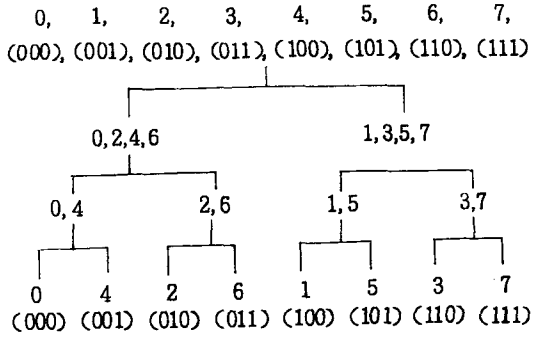 0, 1, 2, 3, 4, 5, 6, 7,
(000), (001), (010), (011), (100), (101), (110), (111)
0,2,4,6 1,3,5,7
0,4 2,6 1,5 3,7
0 4 2 6 1 5 3 7
(000) (001) (010) (011) (100) (101) (110) (111)